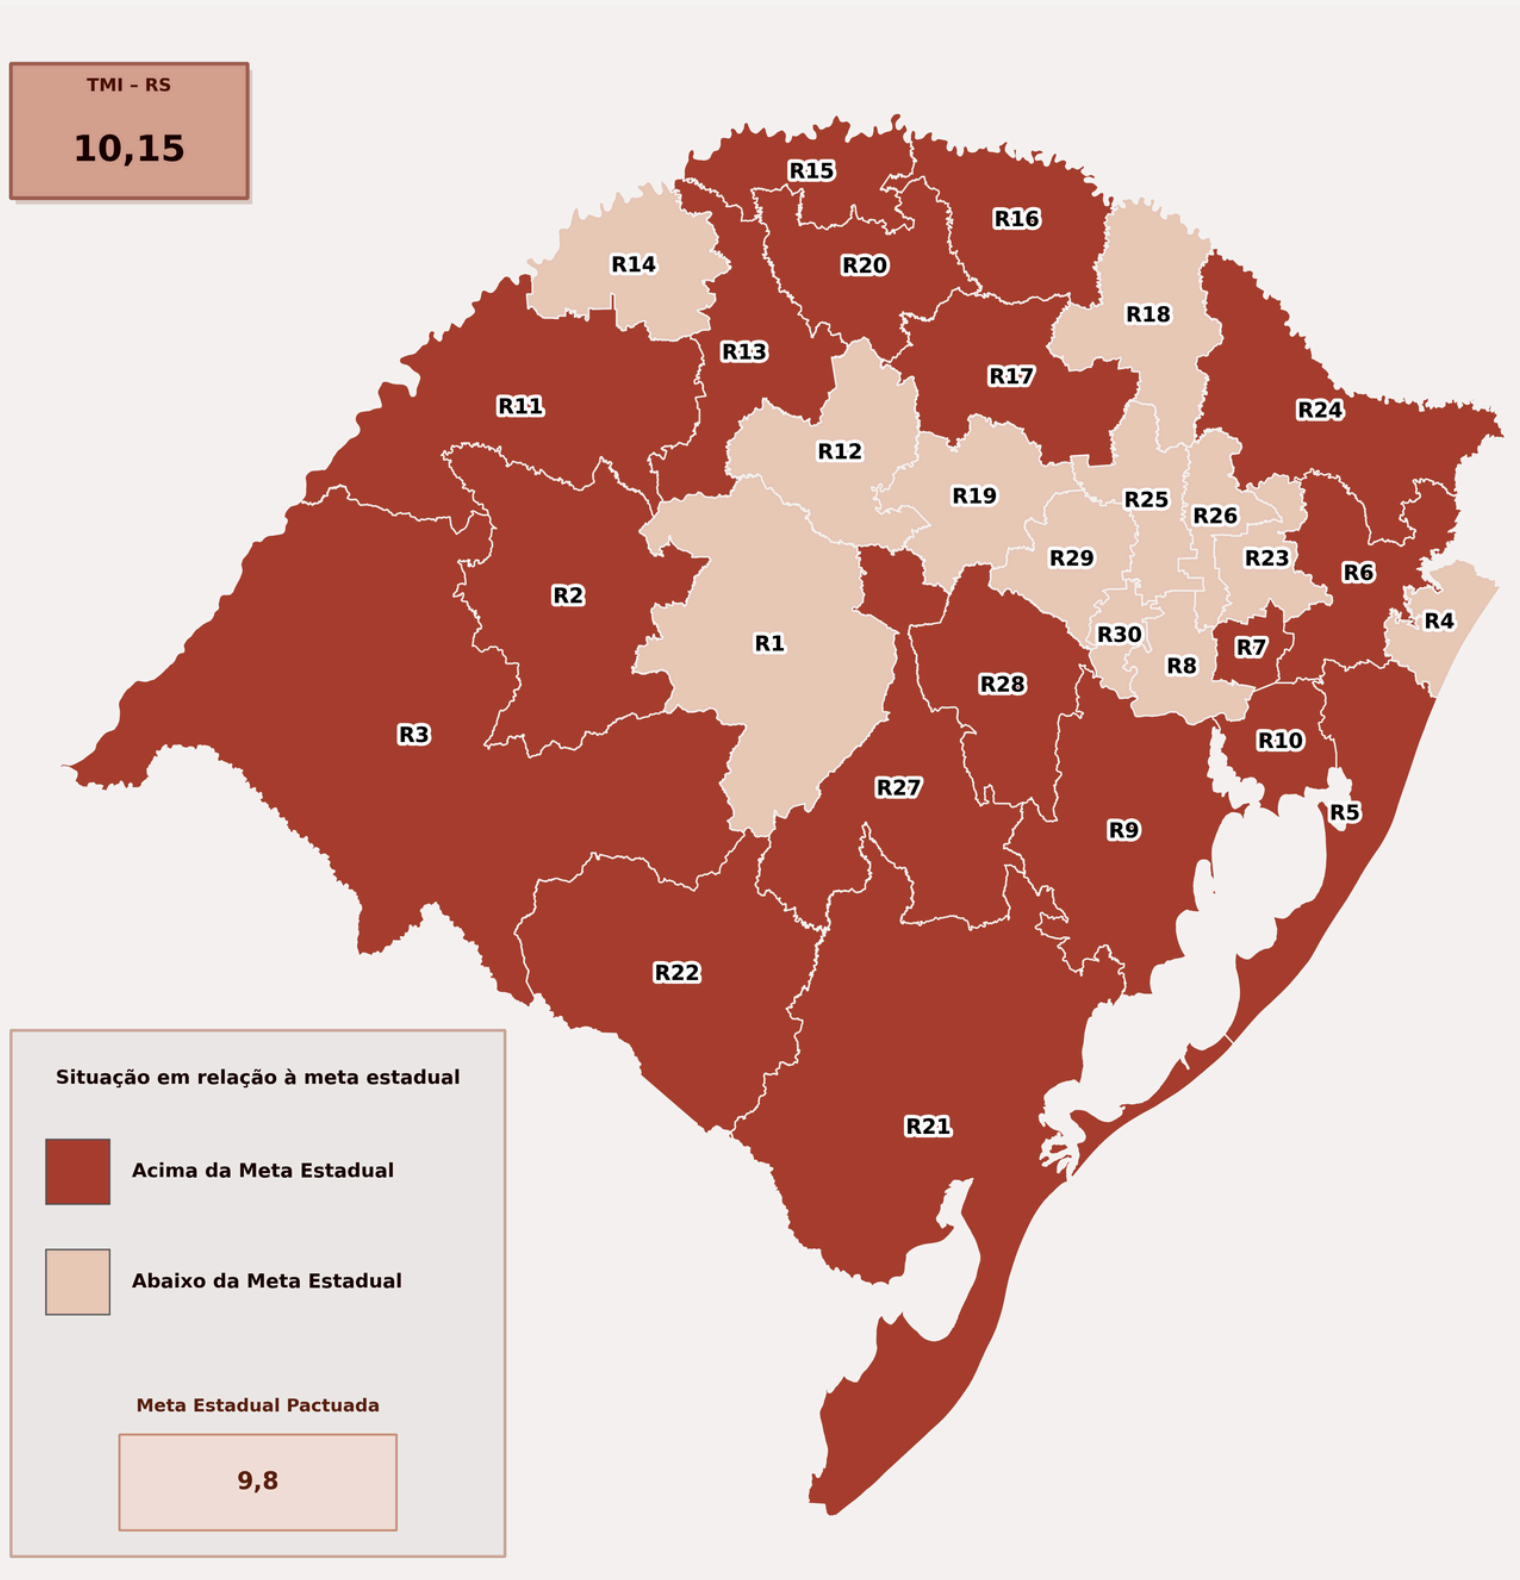 TMI – RS
10,15
R15
R16
R14
R20
R18
R13
R17
R11
R24
R12
R19
R25
R26
R29
R23
R6
R2
R4
R30
R1
R7
R8
R28
R3
R10
R27
R5
R9
R22
R21
Situação em relação à meta estadual
Acima da Meta Estadual
Abaixo da Meta Estadual
Meta Estadual Pactuada
9,8